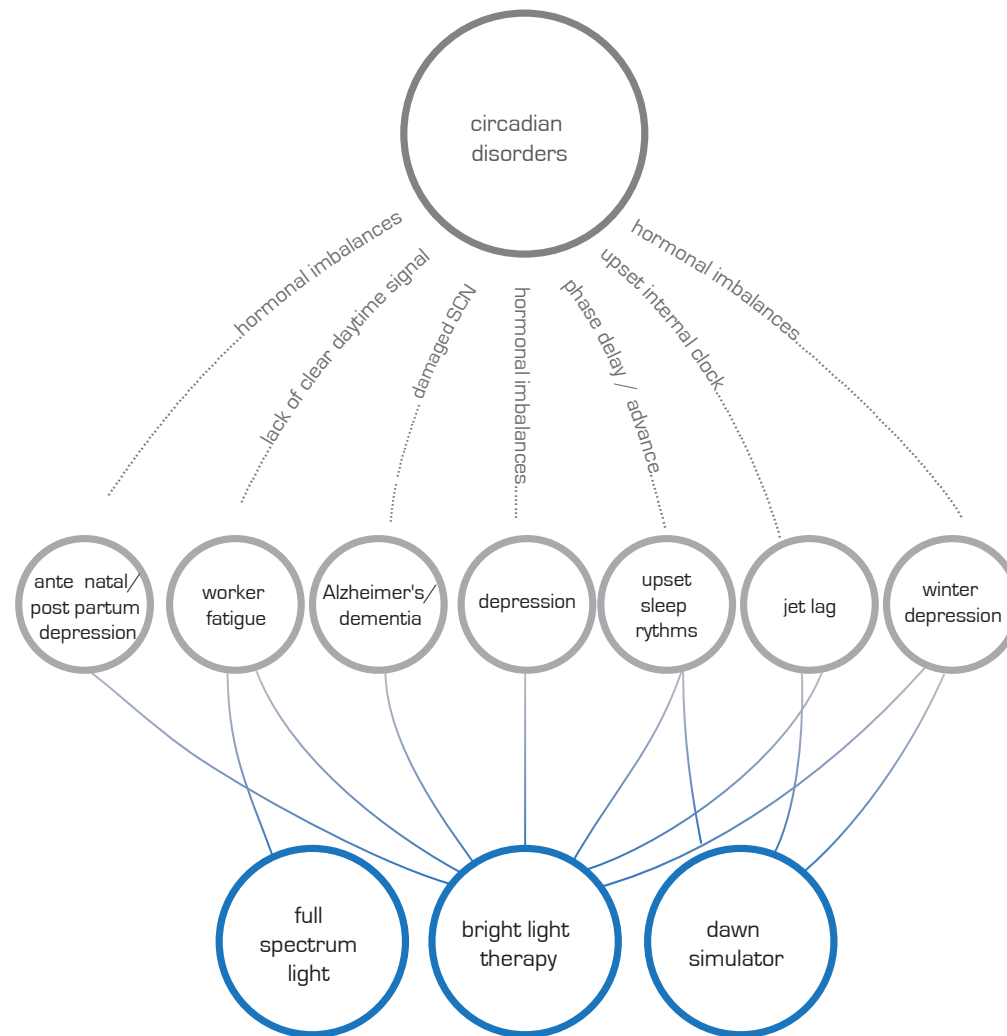 circadian
disorders
hormonal imbalances
lack of clear daytime signal
damaged SCN
hormonal imbalances
phase delay / advance
upset internal clock
hormonal imbalances
ante natal/
post partum
depression
worker
fatigue
Alzheimer's/
dementia
depression
upset
sleep
rythms
jet lag
winter
depression
full
spectrum
light
bright light
therapy
dawn
simulator